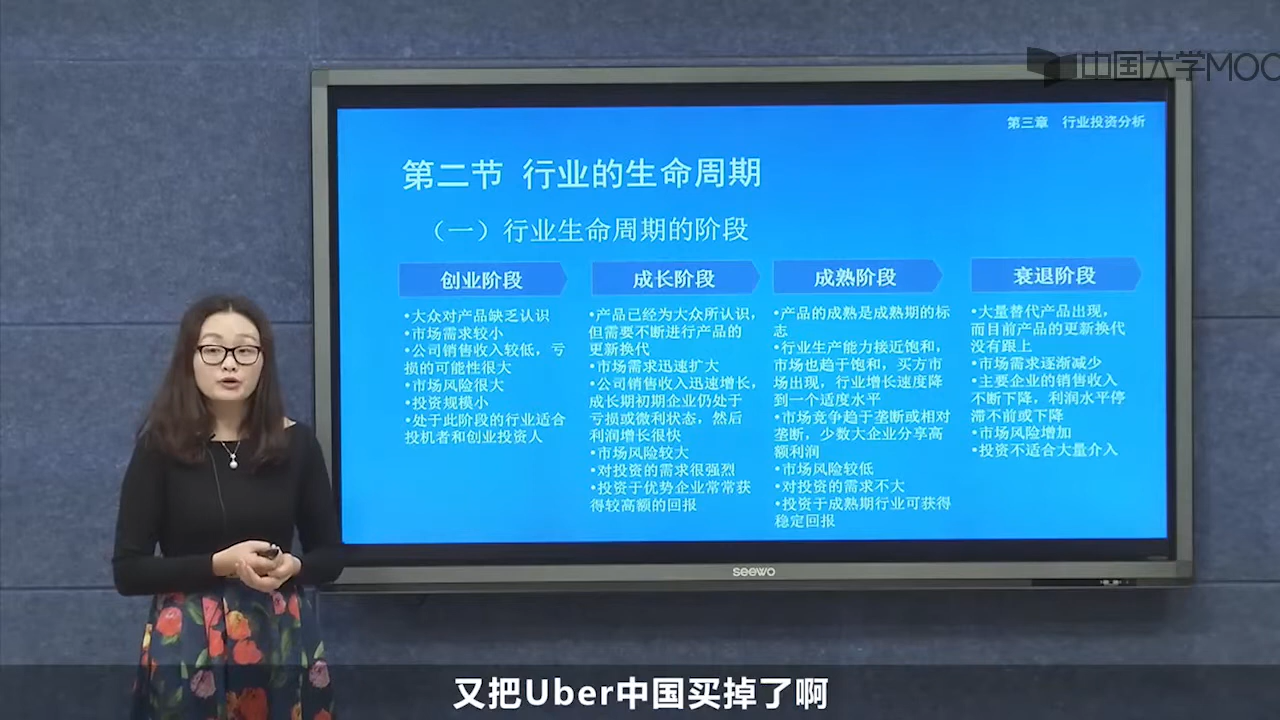 中国大学MOO
第三章 行业投资分析
第二节 行业的生命周期
（一）行业生命周期的阶段
创业阶段
•大众对产品缺乏认识
•市场需求较小
•公司销售收入较低，亏
损的可能性很大
•市场风险很大
•投资规模小
•处于此阶段的行业适合
投机者和创业投资人
成长阶段
•产品已经为大众所认识，
但需要不断进行产品的
更新换代
•市场需求迅速扩大
•公司销售收入迅速增长，
成长期初期企业仍处于
亏损或微利状态，然后
利润增长很快
•市场风险较大
•对投资的需求很强烈
•投资于优势企业常常获
得较高额的回报
成熟阶段
•产品的成熟是成熟期的标
志
•行业生产能力接近饱和，
市场也趋于饱和，买方市
场出现，行业增长速度降
到一个适度水平
•市场竞争趋于垄断或相对
垄断，少数大企业分享高
额利润
•市场风险较低
•对投资的需求不大
•投资于成熟期行业可获得
稳定回报
衰退阶段
•大量替代产品出现，
而目前产品的更新换代
没有跟上
•市场需求逐渐减少
•主要企业的销售收入
不断下降，利润水平停
滞不前或下降
•市场风险增加
•投资不适合大量介入
seewo
又把Uber中国买掉了啊